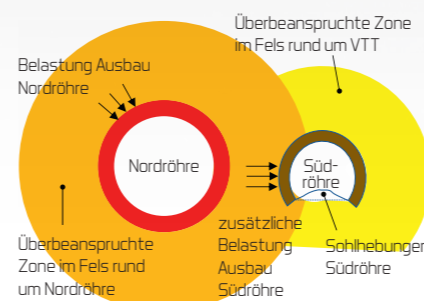 Überbeanspruchte Zone
im Fels rund um VTT
Belastung Ausbau
Nordröhre
Nordröhre
Süd-
röhre
Überbeanspruchte
Zone im Fels rund
um Nordröhre
zusätzliche
Belastung
Ausbau
Südröhre
Sohlhebungen
Südröhre